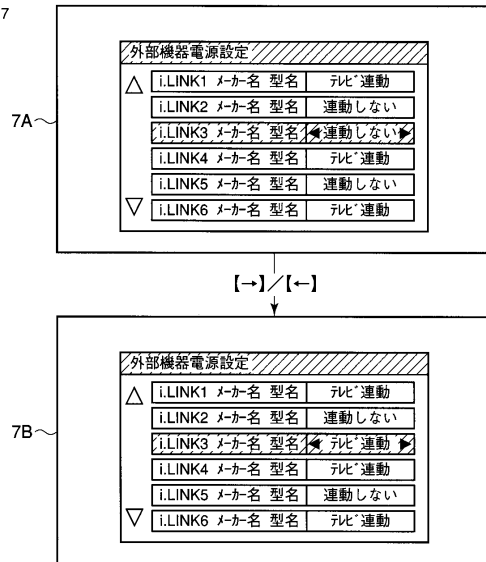 7
7A
外部機器電源設定
△ i.LINK1 ﾒｰｶｰ名 型名 ﾃﾚﾋﾞ連動
i.LINK2 ﾒｰｶｰ名 型名 連動しない
i.LINK3 ﾒｰｶｰ名 型名 ◀連動しない▶
i.LINK4 ﾒｰｶｰ名 型名 ﾃﾚﾋﾞ連動
i.LINK5 ﾒｰｶｰ名 型名 連動しない
▽ i.LINK6 ﾒｰｶｰ名 型名 ﾃﾚﾋﾞ連動
【→】／【←】
7B
外部機器電源設定
△ i.LINK1 ﾒｰｶｰ名 型名 ﾃﾚﾋﾞ連動
i.LINK2 ﾒｰｶｰ名 型名 連動しない
i.LINK3 ﾒｰｶｰ名 型名 ◀ ﾃﾚﾋﾞ連動 ▶
i.LINK4 ﾒｰｶｰ名 型名 ﾃﾚﾋﾞ連動
i.LINK5 ﾒｰｶｰ名 型名 連動しない
▽ i.LINK6 ﾒｰｶｰ名 型名 ﾃﾚﾋﾞ連動